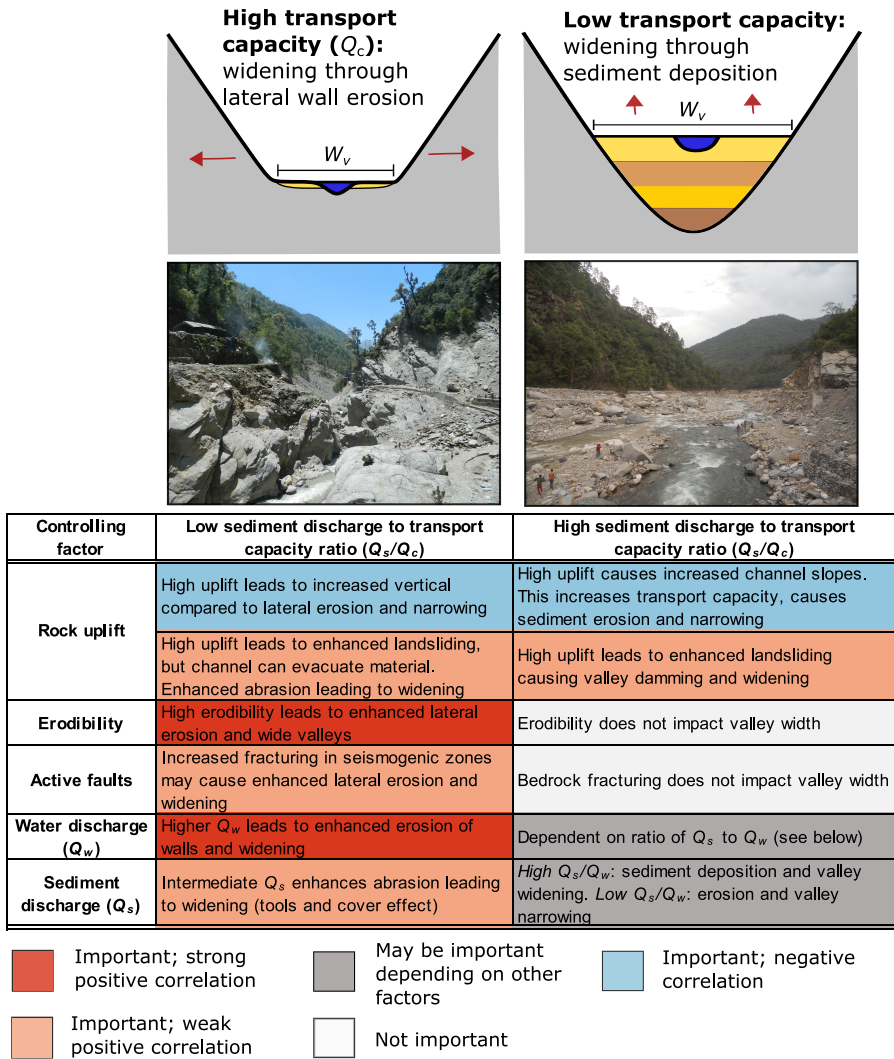 High transport
capacity (Qc):
widening through
lateral wall erosion
Wv
Low transport capacity:
widening through
sediment deposition
Wv
Controlling
factor
Low sediment discharge to transport
capacity ratio (Qs/Qc)
High sediment discharge to transport
capacity ratio (Qs/Qc)
Rock uplift
High uplift leads to increased vertical
compared to lateral erosion and narrowing
High uplift causes increased channel slopes.
This increases transport capacity, causes
sediment erosion and narrowing
High uplift leads to enhanced landsliding,
but channel can evacuate material.
Enhanced abrasion leading to widening
High uplift leads to enhanced landsliding
causing valley damming and widening
Erodibility
High erodibility leads to enhanced lateral
erosion and wide valleys
Erodibility does not impact valley width
Active faults
Increased fracturing in seismogenic zones
may cause enhanced lateral erosion and
widening
Bedrock fracturing does not impact valley width
Water discharge
(Qw)
Higher Qw leads to enhanced erosion of
walls and widening
Dependent on ratio of Qs to Qw (see below)
Sediment
discharge (Qs)
Intermediate Qs enhances abrasion leading
to widening (tools and cover effect)
High Qs/Qw: sediment deposition and valley
widening. Low Qs/Qw: erosion and valley
narrowing
Important; strong
positive correlation
May be important
depending on other
factors
Important; negative
correlation
Important; weak
positive correlation
Not important